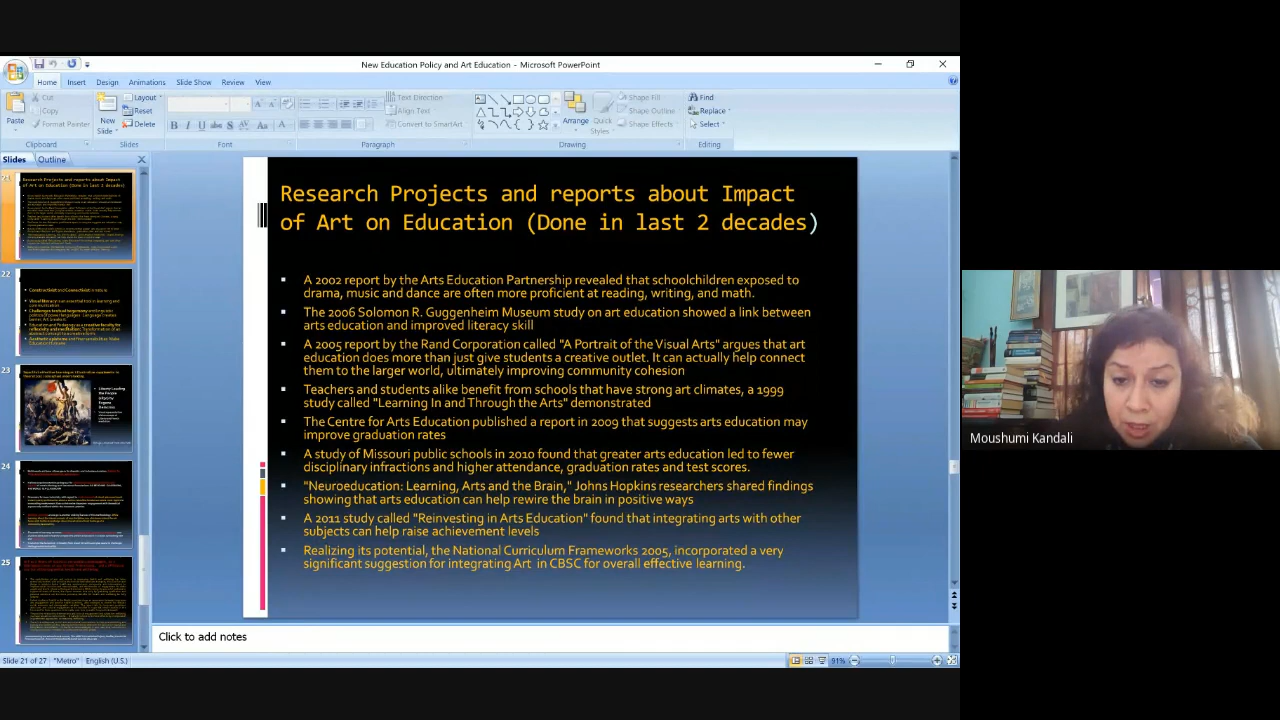 New Education Policy and Art Education - Microsoft PowerPoint
Home Insert Design Animations Slide Show Review View
Paste
Cut
Copy
Format Painter
Clipboard
New
Slide
Layout
Reset
Delete
Slides
Font
Paragraph
Text Direction
Align Text
Convert to SmartArt
Arrange
Quick
Styles
Shape Fill
Shape Outline
Shape Effects
Drawing
Find
Replace
Select
Editing
Slides Outline
22
23
24
25
Research Projects and reports about Impact
of Art on Education (Done in last 2 decades)
A 2002 report by the Arts Education Partnership revealed that schoolchildren exposed to
drama, music and dance are often more proficient at reading, writing, and math.
The 2006 Solomon R. Guggenheim Museum study on art education showed a link between
arts education and improved literacy skill
A 2005 report by the Rand Corporation called "A Portrait of the Visual Arts" argues that art
education does more than just give students a creative outlet. It can actually help connect
them to the larger world, ultimately improving community cohesion
Teachers and students alike benefit from schools that have strong art climates, a 1999
study called "Learning In and Through the Arts" demonstrated
The Centre for Arts Education published a report in 2009 that suggests arts education may
improve graduation rates
A study of Missouri public schools in 2010 found that greater arts education led to fewer
disciplinary infractions and higher attendance, graduation rates and test scores.
"Neuroeducation: Learning, Arts and the Brain," Johns Hopkins researchers shared findings
showing that arts education can help rewire the brain in positive ways
A 2011 study called "Reinvesting in Arts Education" found that integrating arts with other
subjects can help raise achievement levels
Realizing its potential, the National Curriculum Frameworks 2005, incorporated a very
significant suggestion for integrating Art in CBSC for overall effective learning.
Click to add notes
Slide 21 of 27 "Metro" English (U.S.)
91%
Moushumi Kandali